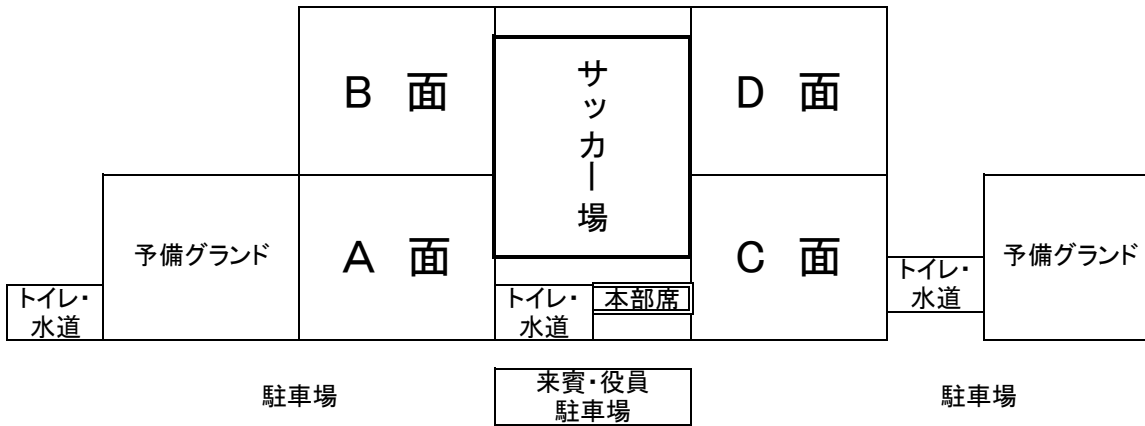 B 面
サッカー場
D 面
予備グランド
A 面
C 面
予備グランド
トイレ・
水道
トイレ・
水道
本部席
トイレ・
水道
駐車場
来賓・役員
駐車場
駐車場